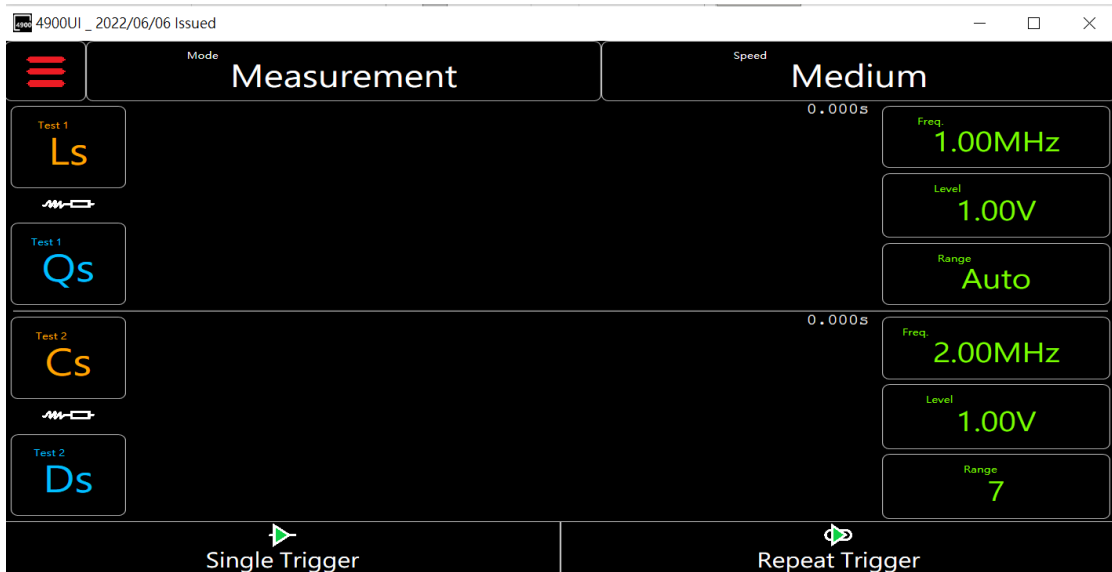 4900 4900UI _ 2022/06/06 Issued
Mode
Measurement
Speed
Medium
0.000s
Test 1
Ls
Freq.
1.00MHz
Level
1.00V
Test 1
Qs
Range
Auto
0.000s
Test 2
Cs
Freq.
2.00MHz
Level
1.00V
Test 2
Ds
Range
7
Single Trigger
Repeat Trigger